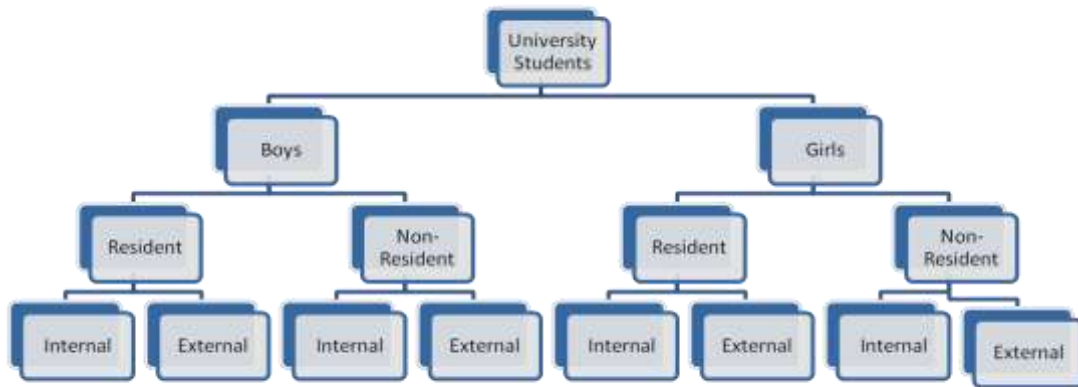 University
Students
Boys
Girls
Resident
Non-
Resident
Resident
Non-
Resident
Internal
External
Internal
External
Internal
External
Internal
External